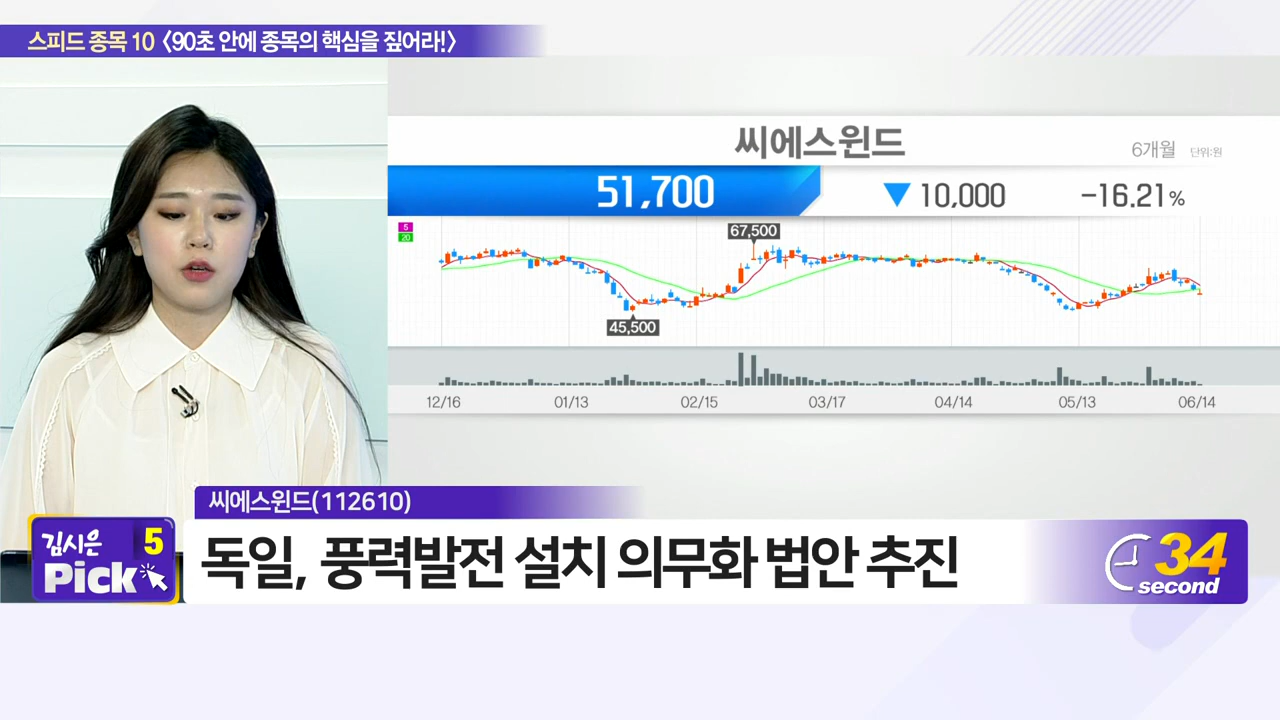 스피드 종목 10 〈90초 안에 종목의 핵심을 짚어라!〉
씨에스윈드
6개월 단위:원
51,700 ▼ 10,000 -16.21%
5
20
67,500
45,500
12/16 01/13 02/15 03/17 04/14 05/13 06/14
씨에스윈드(112610)
김시은 5
Pick
독일, 풍력발전 설치 의무화 법안 추진
34
second